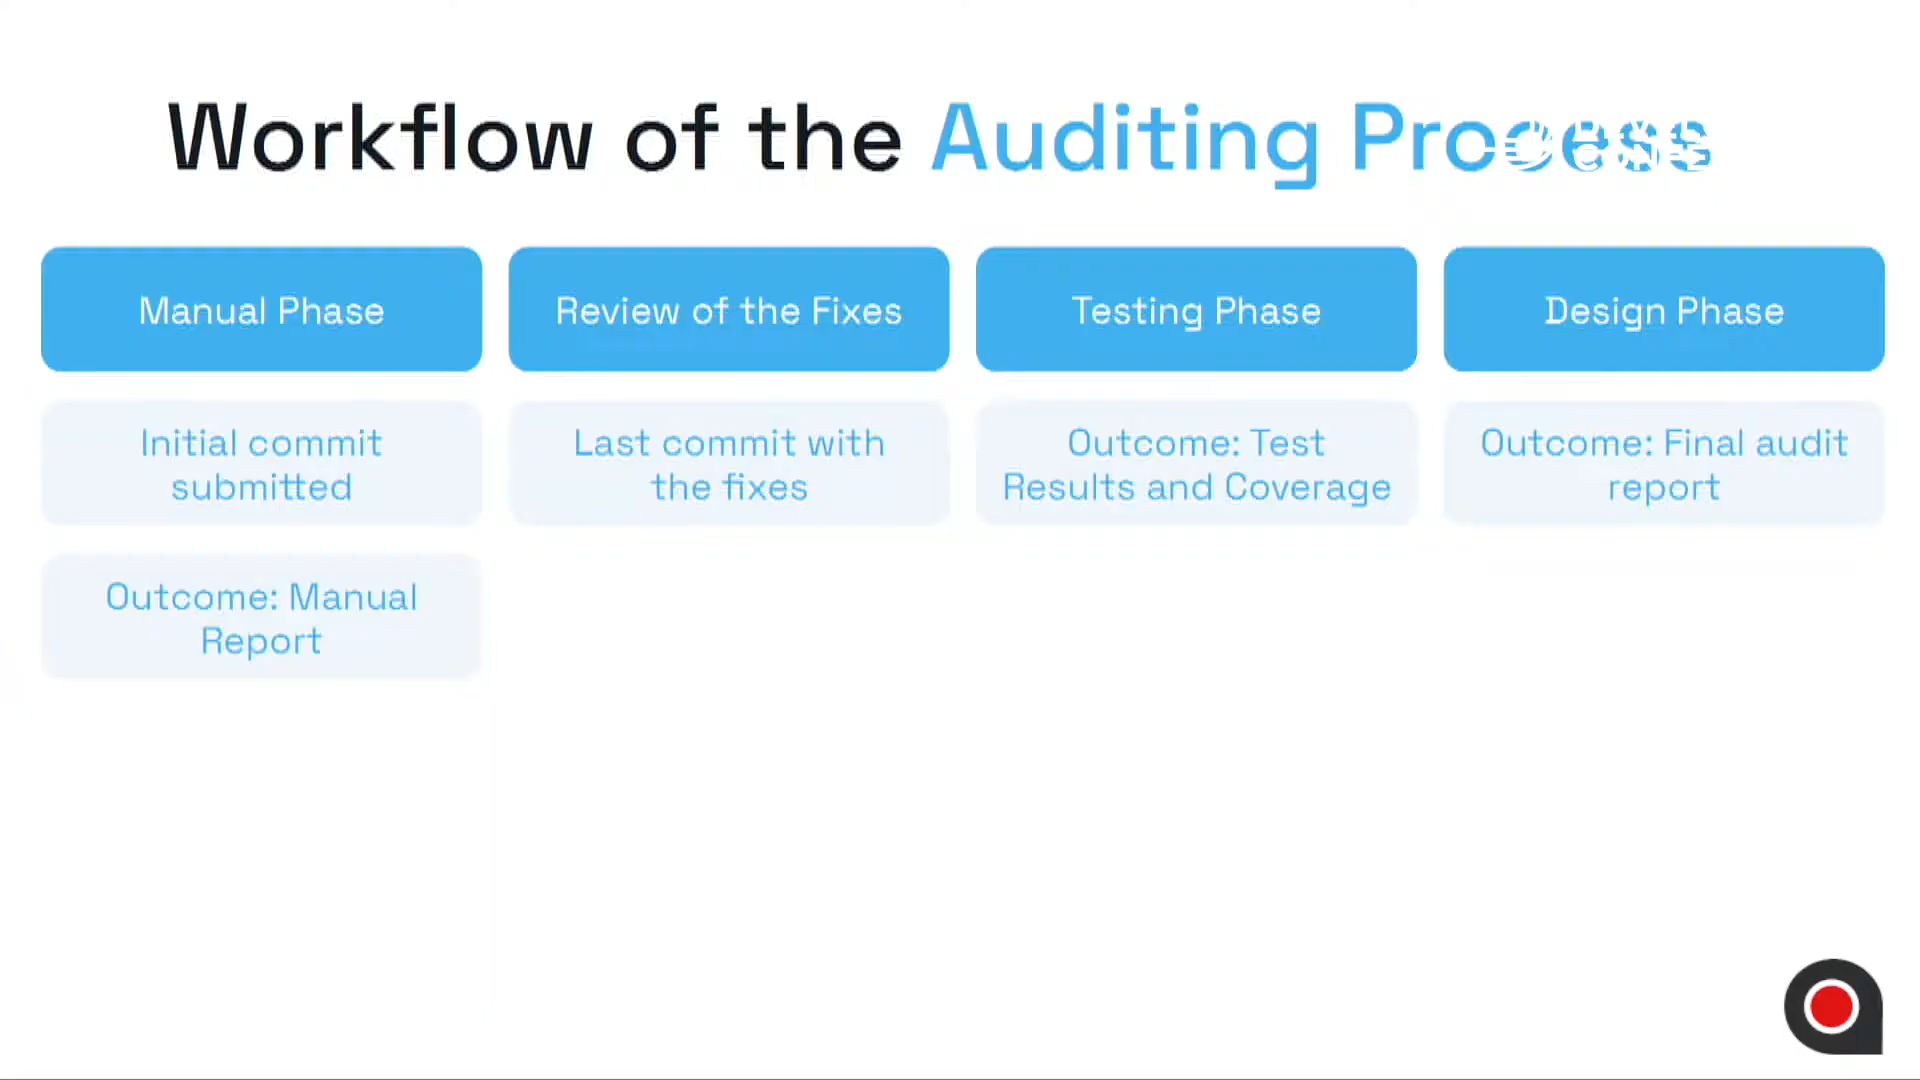 Workflow of the Auditing Process
Manual Phase
Initial commit
submitted
Outcome: Manual
Report
Review of the Fixes
Last commit with
the fixes
Testing Phase
Outcome: Test
Results and Coverage
Design Phase
Outcome: Final audit
report